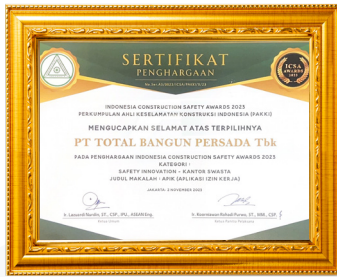 SERTIFIKAT
PENGHARGAAN
ICSA
AWARDS
2023
INDONESIA CONSTRUCTION SAFETY AWARDS 2023
PERKUMPULAN AHLI KESELAMATAN KONSTRUKSI INDONESIA (PAKKI)
MENGUCAPKAN SELAMAT ATAS TERPILIHNYA
PT TOTAL BANGUN PERSADA Tbk
PADA PENGHARGAAN INDONESIA CONSTRUCTION SAFETY AWARDS 2023
KATEGORI :
SAFETY INNOVATION - KANTOR SWASTA
JUDUL MAKALAH : APIK (APLIKASI IZIN KERJA)
JAKARTA, 2 NOVEMBER 2023